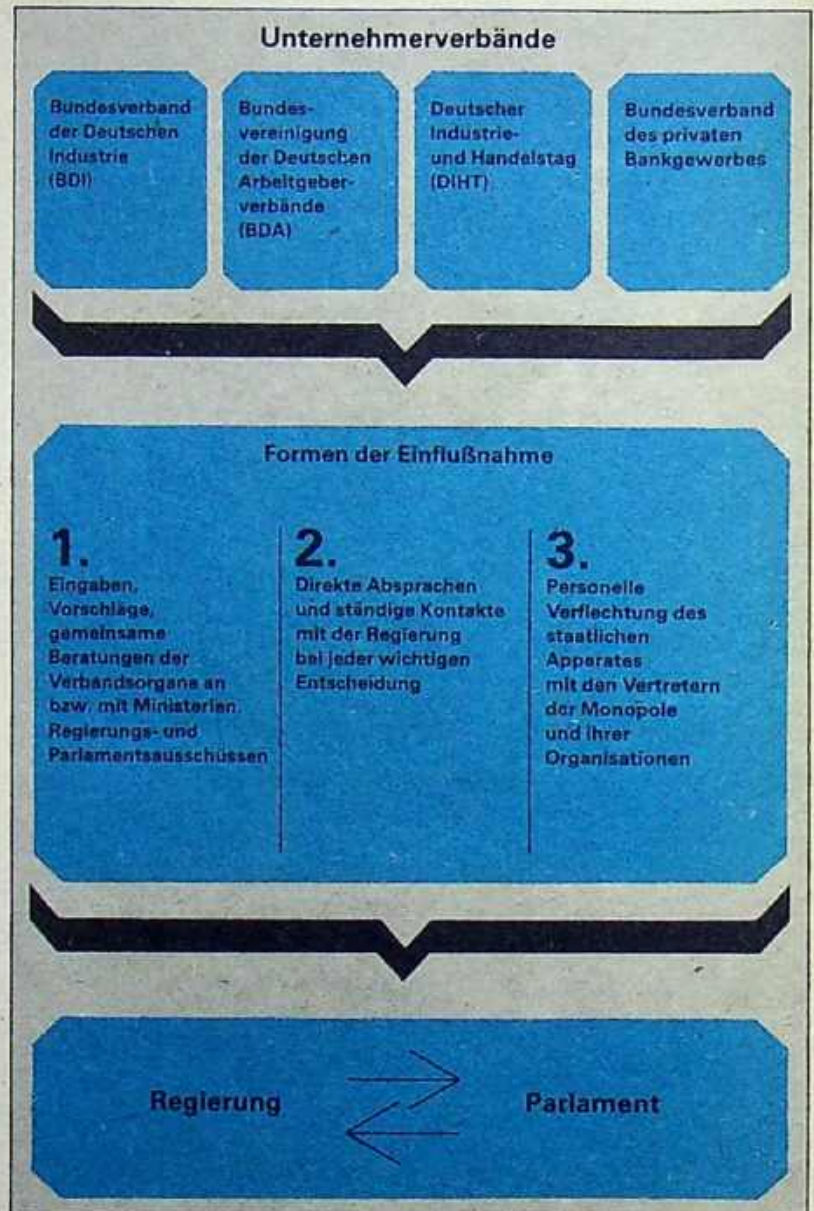 Unternehmerverbände
Bundesverband
der Deutschen
Industrie
(BDI)
Bundes-
vereinigung
der Deutschen
Arbeitgeber-
verbände
(BDA)
Deutscher
Industrie-
und Handelstag
(DIHT)
Bundesverband
des privaten
Bankgewerbes
Formen der Einflußnahme
1.
Eingaben,
Vorschläge,
gemeinsame
Beratungen der
Verbandsorgane an
bzw. mit Ministerien.
Regierungs- und
Parlamentsausschüssen
2.
Direkte Absprachen
und ständige Kontakte
mit der Regierung
bei jeder wichtigen
Entscheidung
3.
Personelle
Verflechtung des
staatlichen
Apparates
mit den Vertretern
der Monopole
und ihrer
Organisationen
Regierung
Parlament